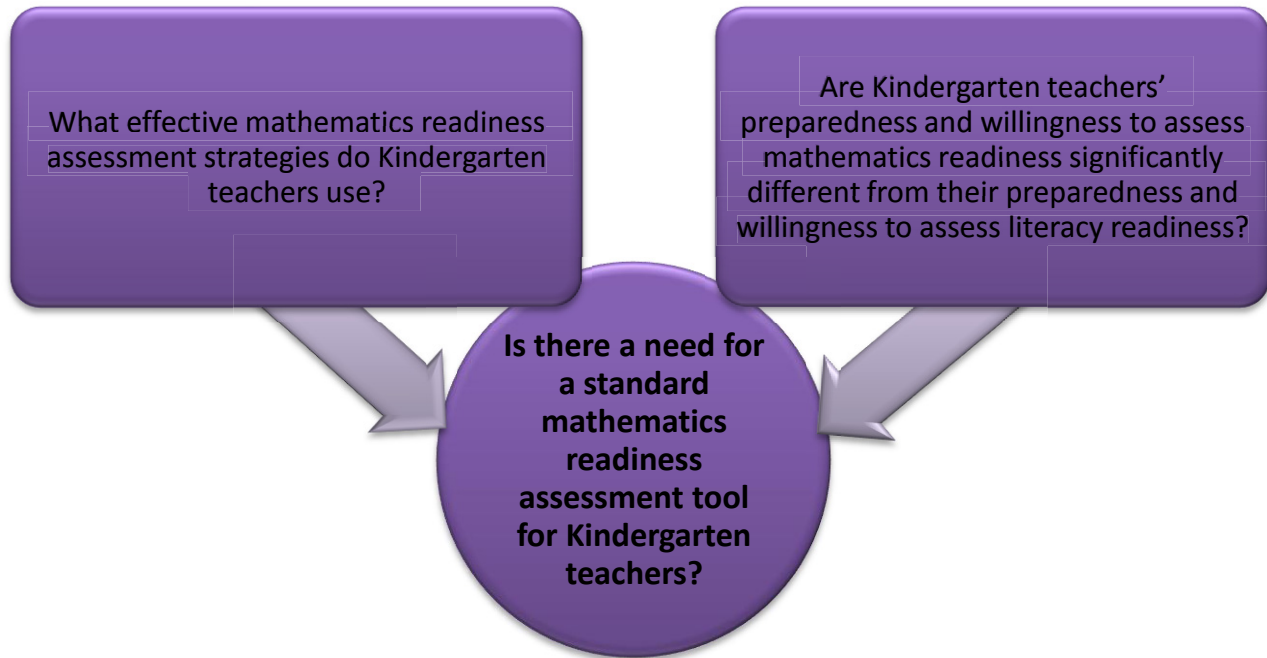 What effective mathematics readiness
assessment strategies do Kindergarten
teachers use?
Are Kindergarten teachers’
preparedness and willingness to assess
mathematics readiness significantly
different from their preparedness and
willingness to assess literacy readiness?
Is there a need for
a standard
mathematics
readiness
assessment tool
for Kindergarten
teachers?